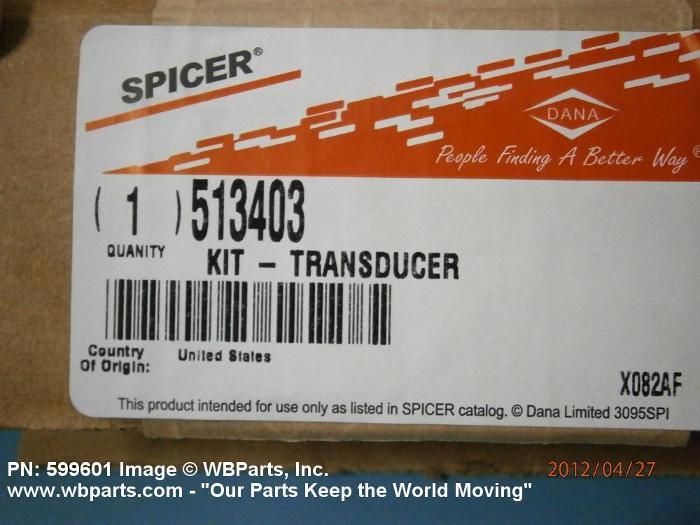 SPICER®
DANA
People Finding A Better Way®
( 1 ) 513403
QUANITY
KIT - TRANSDUCER
Country
Of Origin: United States
X082AF
This product intended for use only as listed in SPICER catalog. © Dana Limited 3095SPI
PN: 599601 Image © WBParts, Inc.
2012/04/27
www.wbparts.com - "Our Parts Keep the World Moving"